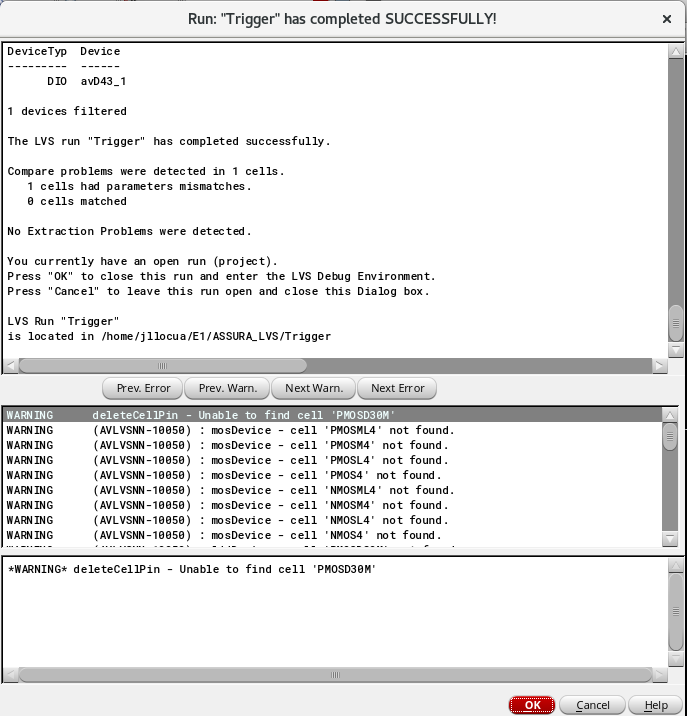 Run: "Trigger" has completed SUCCESSFULLY!
DeviceTyp  Device
---------  ------
      DIO  avD43_1
1 devices filtered
The LVS run "Trigger" has completed successfully.
Compare problems were detected in 1 cells.
   1 cells had parameters mismatches.
   0 cells matched
No Extraction Problems were detected.
You currently have an open run (project).
Press "OK" to close this run and enter the LVS Debug Environment.
Press "Cancel" to leave this run open and close this Dialog box.
LVS Run "Trigger"
is located in /home/jllocua/E1/ASSURA_LVS/Trigger
Prev. Error Prev. Warn. Next Warn. Next Error
WARNING deleteCellPin - Unable to find cell 'PMOSD30M'
WARNING (AVLVSNN-10050) : mosDevice - cell 'PMOSML4' not found.
WARNING (AVLVSNN-10050) : mosDevice - cell 'PMOSM4' not found.
WARNING (AVLVSNN-10050) : mosDevice - cell 'PMOSL4' not found.
WARNING (AVLVSNN-10050) : mosDevice - cell 'PMOS4' not found.
WARNING (AVLVSNN-10050) : mosDevice - cell 'NMOSML4' not found.
WARNING (AVLVSNN-10050) : mosDevice - cell 'NMOSM4' not found.
WARNING (AVLVSNN-10050) : mosDevice - cell 'NMOSL4' not found.
WARNING (AVLVSNN-10050) : mosDevice - cell 'NMOS4' not found.
*WARNING* deleteCellPin - Unable to find cell 'PMOSD30M'
OK Cancel Help